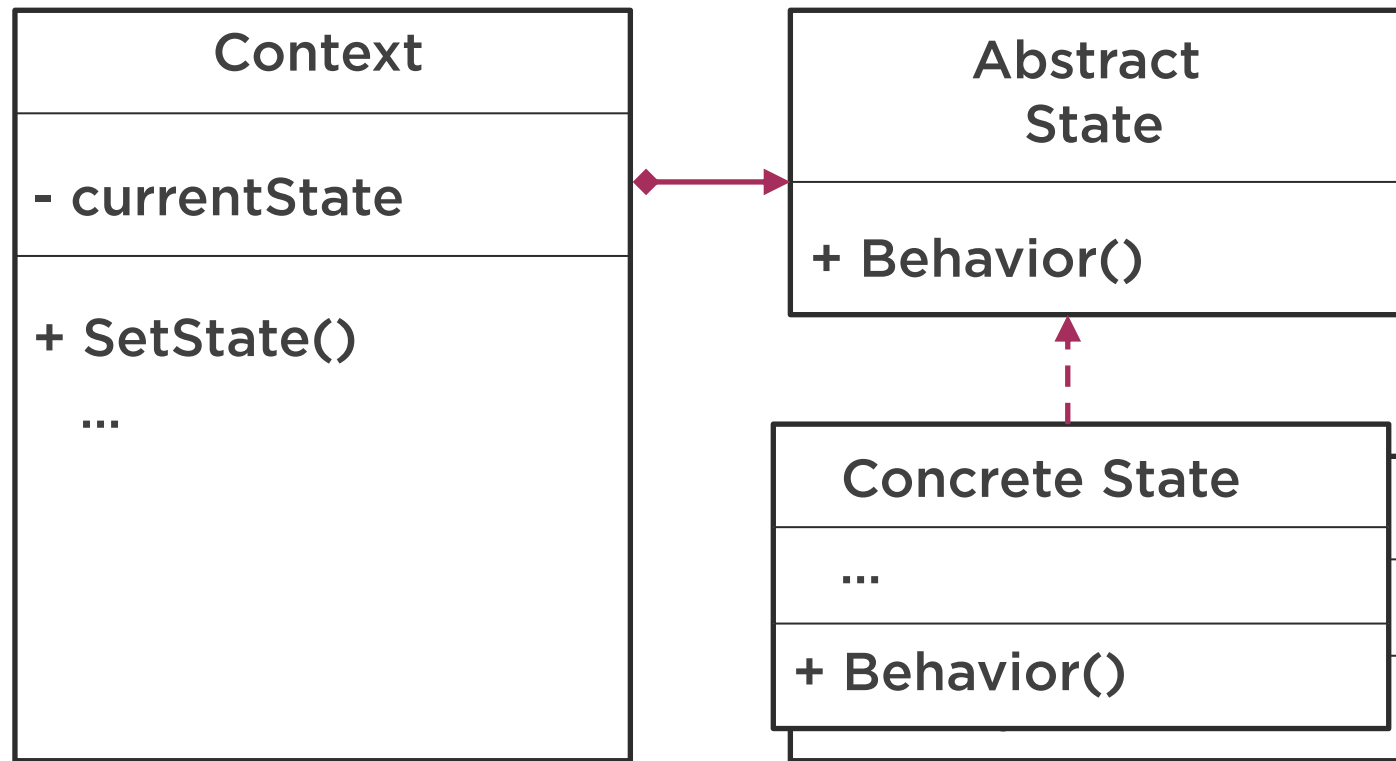 Context
- currentState
+ SetState()
...
Abstract
State
+ Behavior()
Concrete State
...
+ Behavior()